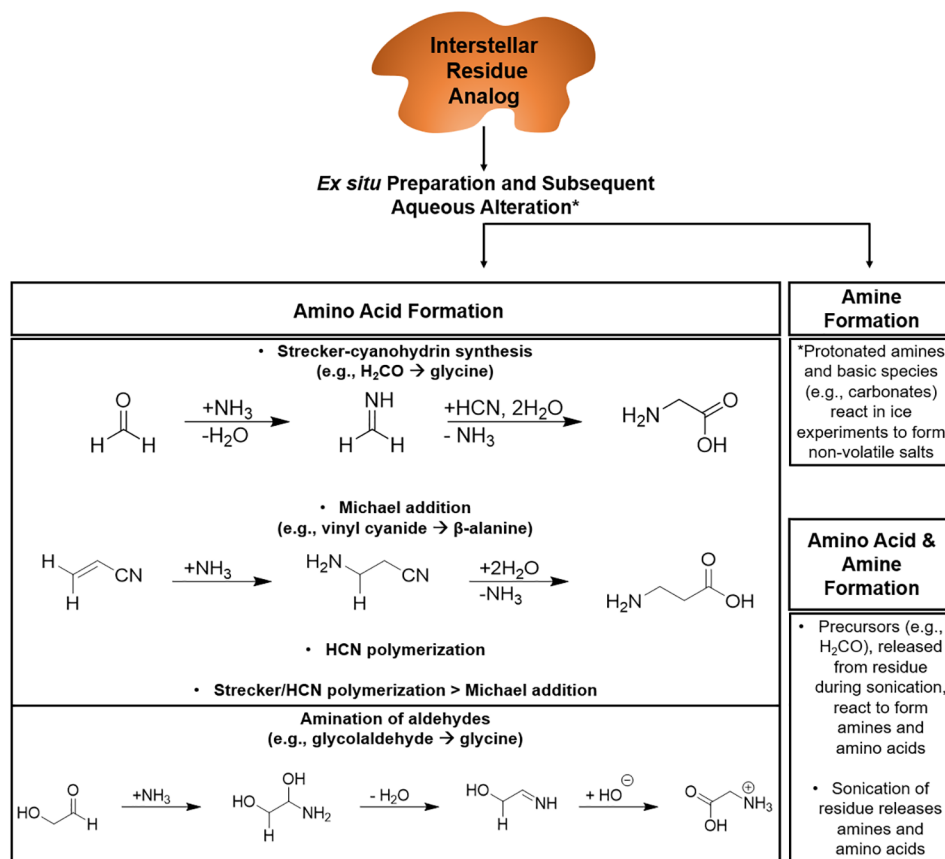 Interstellar
Residue
Analog
Ex situ Preparation and Subsequent
Aqueous Alteration*
Amino Acid Formation
• Strecker-cyanohydrin synthesis
(e.g., H₂CO → glycine)
O
H H
+NH₃
-H₂O
NH
H H
+HCN, 2H₂O
- NH₃
H₂N O
OH
• Michael addition
(e.g., vinyl cyanide → β-alanine)
H CN
H
+NH₃
H₂N CN
H
+2H₂O
-NH₃
O
H₂N OH
• HCN polymerization
• Strecker/HCN polymerization > Michael addition
Amination of aldehydes
(e.g., glycolaldehyde → glycine)
O
HO H
+NH₃
OH
HO NH₂
H
- H₂O
HO NH
H
+ HO⊖
O ⊕
NH₃
OH
Amine
Formation
*Protonated amines
and basic species
(e.g., carbonates)
react in ice
experiments to form
non-volatile salts
Amino Acid &
Amine
Formation
• Precursors (e.g.,
H₂CO), released
from residue
during sonication,
react to form
amines and
amino acids
• Sonication of
residue releases
amines and
amino acids